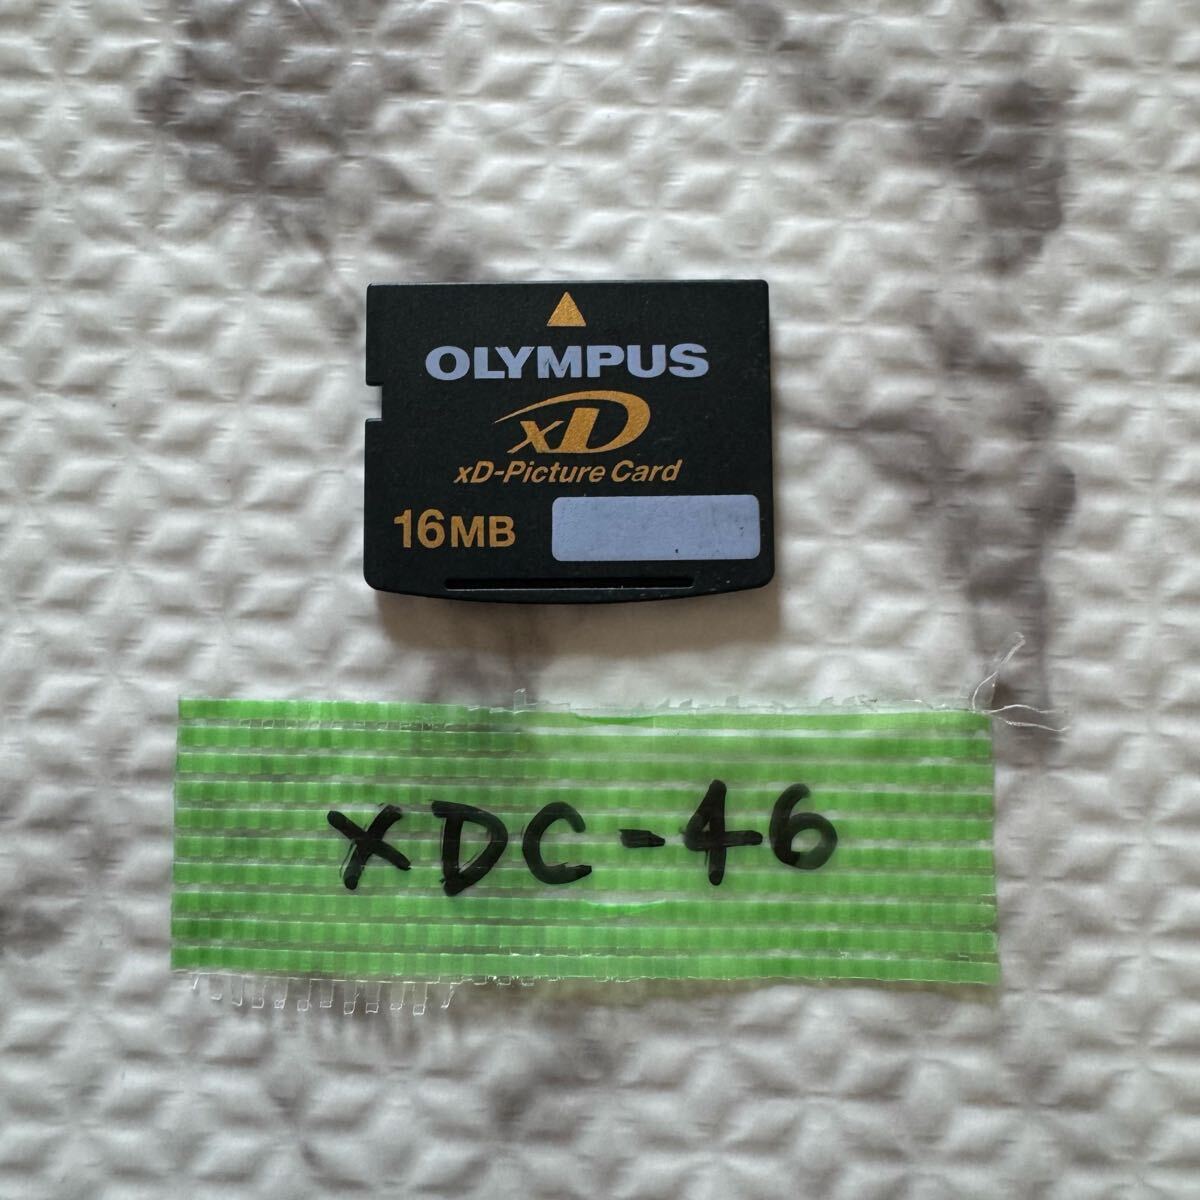 OLYMPUS
xD
xD-Picture Card
16MB
XDC-46